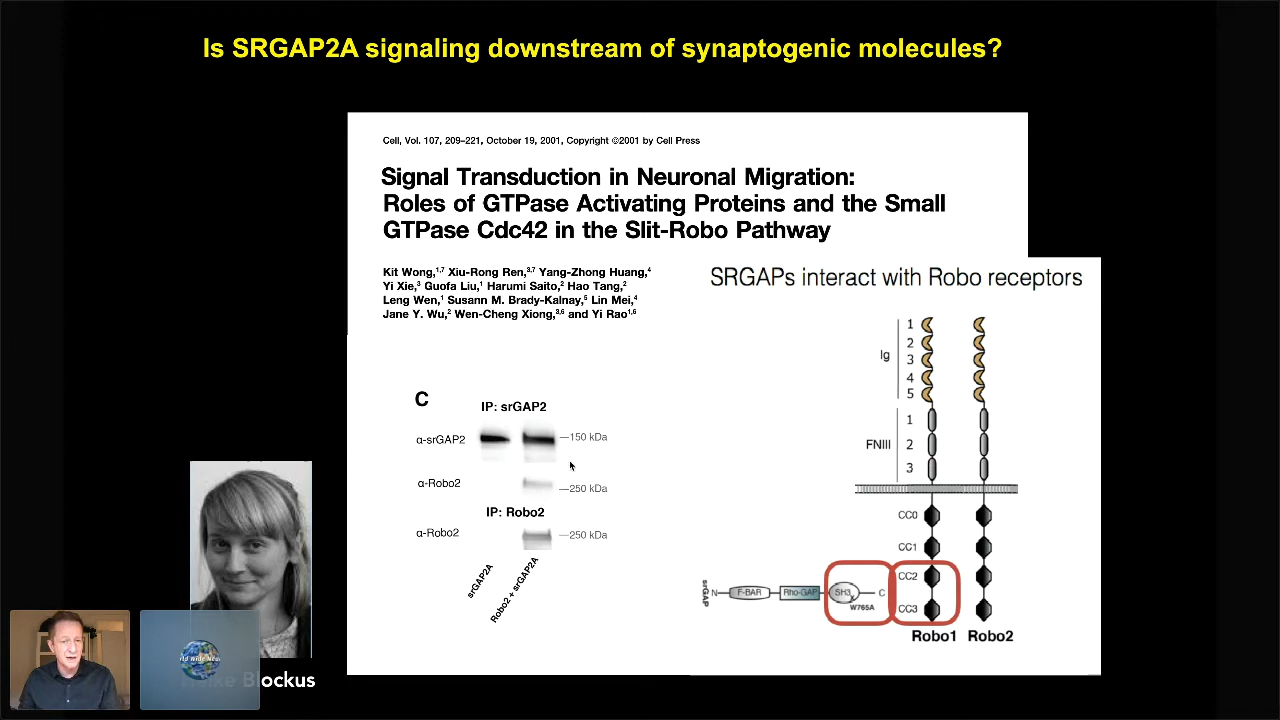 Is SRGAP2A signaling downstream of synaptogenic molecules?
Cell, Vol. 107, 209–221, October 19, 2001, Copyright ©2001 by Cell Press
Signal Transduction in Neuronal Migration:
Roles of GTPase Activating Proteins and the Small
GTPase Cdc42 in the Slit-Robo Pathway
Kit Wong,1,7 Xiu-Rong Ren,3,7 Yang-Zhong Huang,4
Yi Xie,3 Guofa Liu,1 Harumi Saito,2 Hao Tang,2
Leng Wen,1 Susann M. Brady-Kalnay,5 Lin Mei,4
Jane Y. Wu,2 Wen-Cheng Xiong,3,6 and Yi Rao1,6
SRGAPs interact with Robo receptors
Ig
1
2
3
4
5
FNIII
1
2
3
CC0
CC1
CC2
CC3
srGAP
N
F-BAR
Rho-GAP
SH3
X
W765A
C
Robo1 Robo2
C
IP: srGAP2
α-srGAP2 —150 kDa
α-Robo2 —250 kDa
IP: Robo2
α-Robo2 —250 kDa
srGAP2A
Robo2 + srGAP2A
Blockus